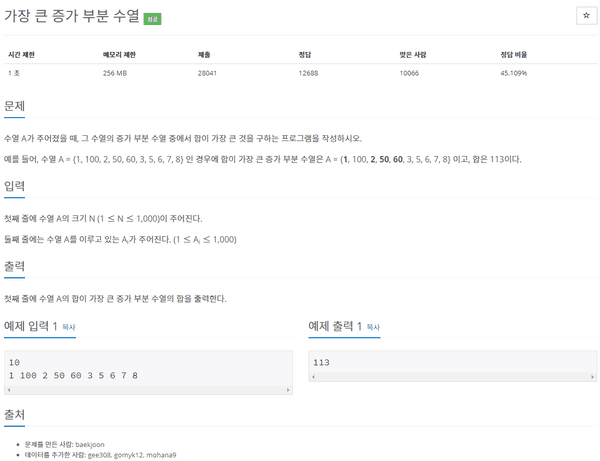 가장 큰 증가 부분 수열 성공
☆
시간 제한 메모리 제한 제출 정답 맞은 사람 정답 비율
1 초 256 MB 28041 12688 10066 45.109%
문제
수열 A가 주어졌을 때, 그 수열의 증가 부분 수열 중에서 합이 가장 큰 것을 구하는 프로그램을 작성하시오.
예를 들어, 수열 A = {1, 100, 2, 50, 60, 3, 5, 6, 7, 8} 인 경우에 합이 가장 큰 증가 부분 수열은 A = {1, 100, 2, 50, 60, 3, 5, 6, 7, 8} 이고, 합은 113이다.
입력
첫째 줄에 수열 A의 크기 N (1 ≤ N ≤ 1,000)이 주어진다.
둘째 줄에는 수열 A를 이루고 있는 Aᵢ가 주어진다. (1 ≤ Aᵢ ≤ 1,000)
출력
첫째 줄에 수열 A의 합이 가장 큰 증가 부분 수열의 합을 출력한다.
예제 입력 1 복사
10
1 100 2 50 60 3 5 6 7 8
예제 출력 1 복사
113
출처
문제를 만든 사람: baekjoon
데이터를 추가한 사람: gee308, gomyk12, mohana9